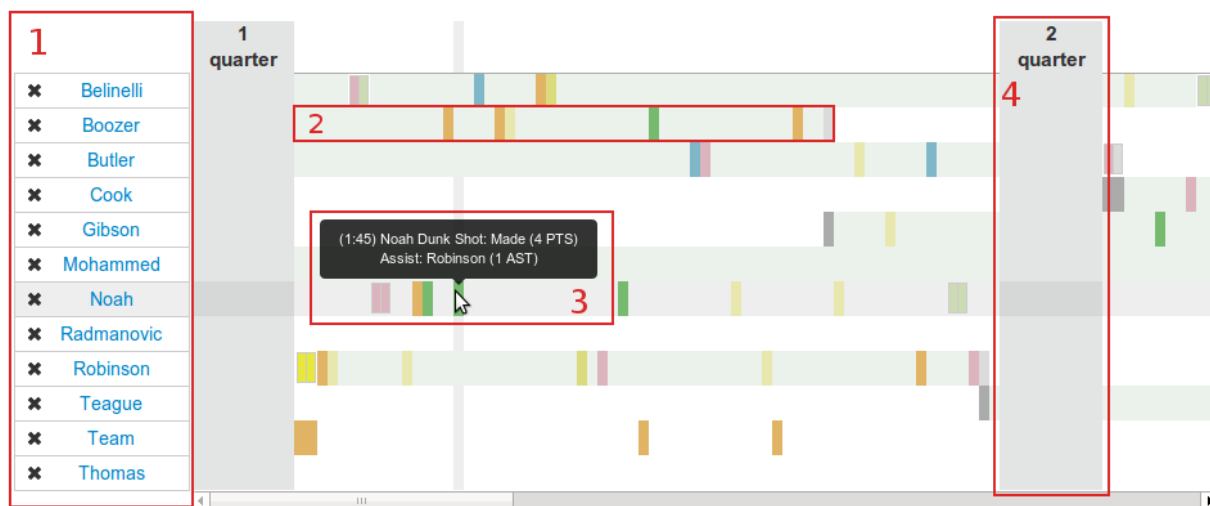 1
1
quarter
2
quarter
4
✖ Belinelli
✖ Boozer
2
✖ Butler
✖ Cook
✖ Gibson
(1:45) Noah Dunk Shot: Made (4 PTS)
Assist: Robinson (1 AST)
✖ Mohammed
✖ Noah
3
✖ Radmanovic
✖ Robinson
✖ Teague
✖ Team
✖ Thomas